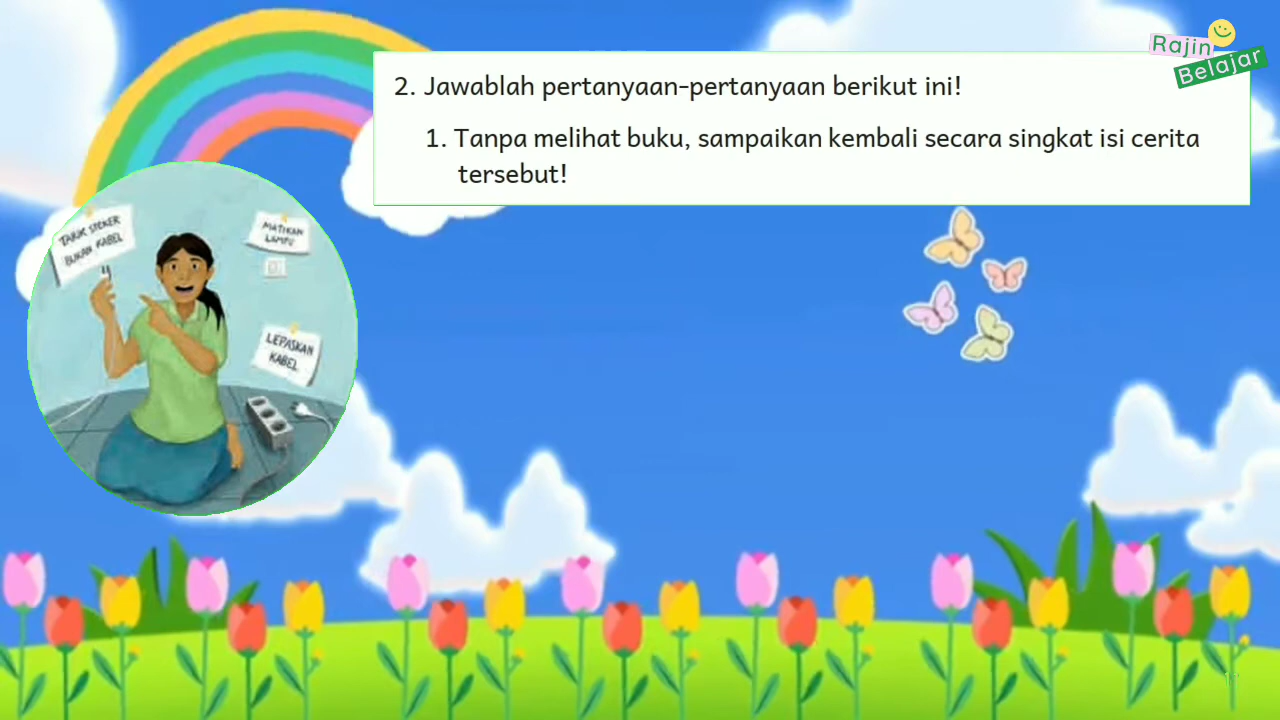 Rajin
Belajar
2. Jawablah pertanyaan-pertanyaan berikut ini!
1. Tanpa melihat buku, sampaikan kembali secara singkat isi cerita
tersebut!
TARIK STEKER
BUKAN KABEL
MATIKAN
LAMPU
LEPASKAN
KABEL